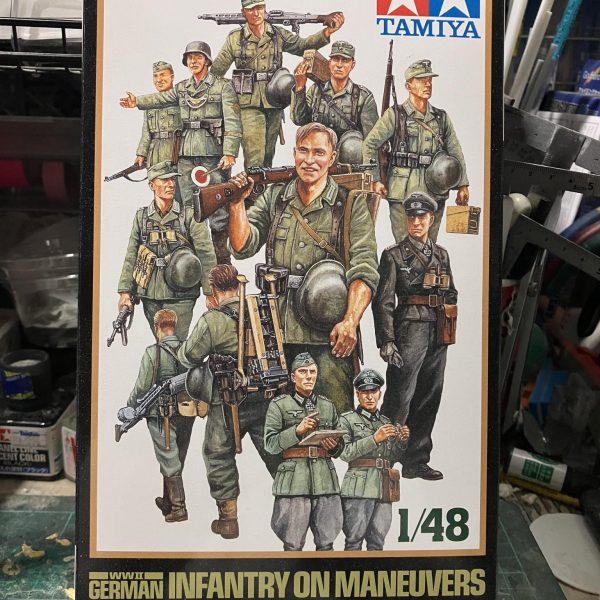 TAMIYA
1/48
WWII
GERMAN INFANTRY ON MANEUVERS